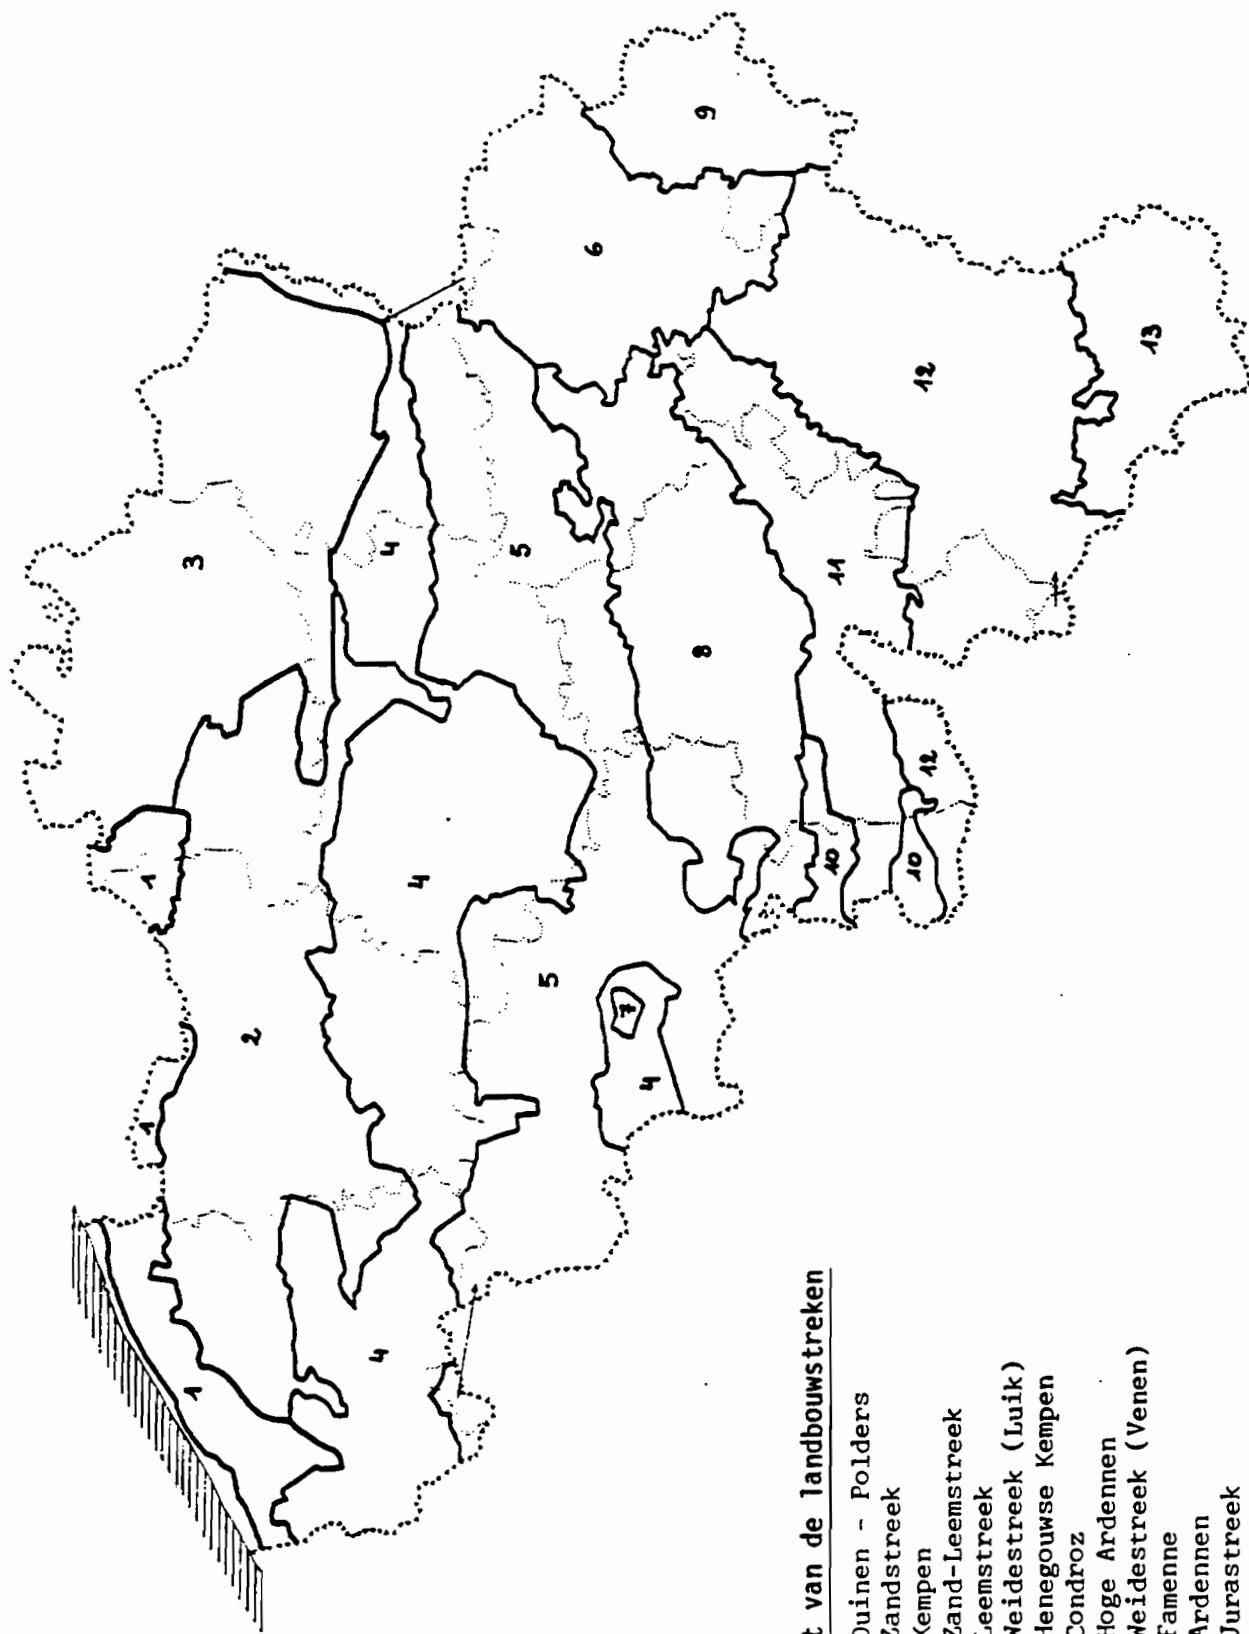 t van de landbouwstreken
Duinen - Polders
Zandstreek
Kempen
Zand-Leemstreek
Leemstreek
Weidestreek (Luik)
Henegouwse Kempen
Condroz
Hoge Ardennen
Weidestreek (Venen)
Famenne
Ardennen
Jurastreek
1
1
1
2
3
4
4
4
4
5
5
6
7
8
9
10
10
11
12
12
13